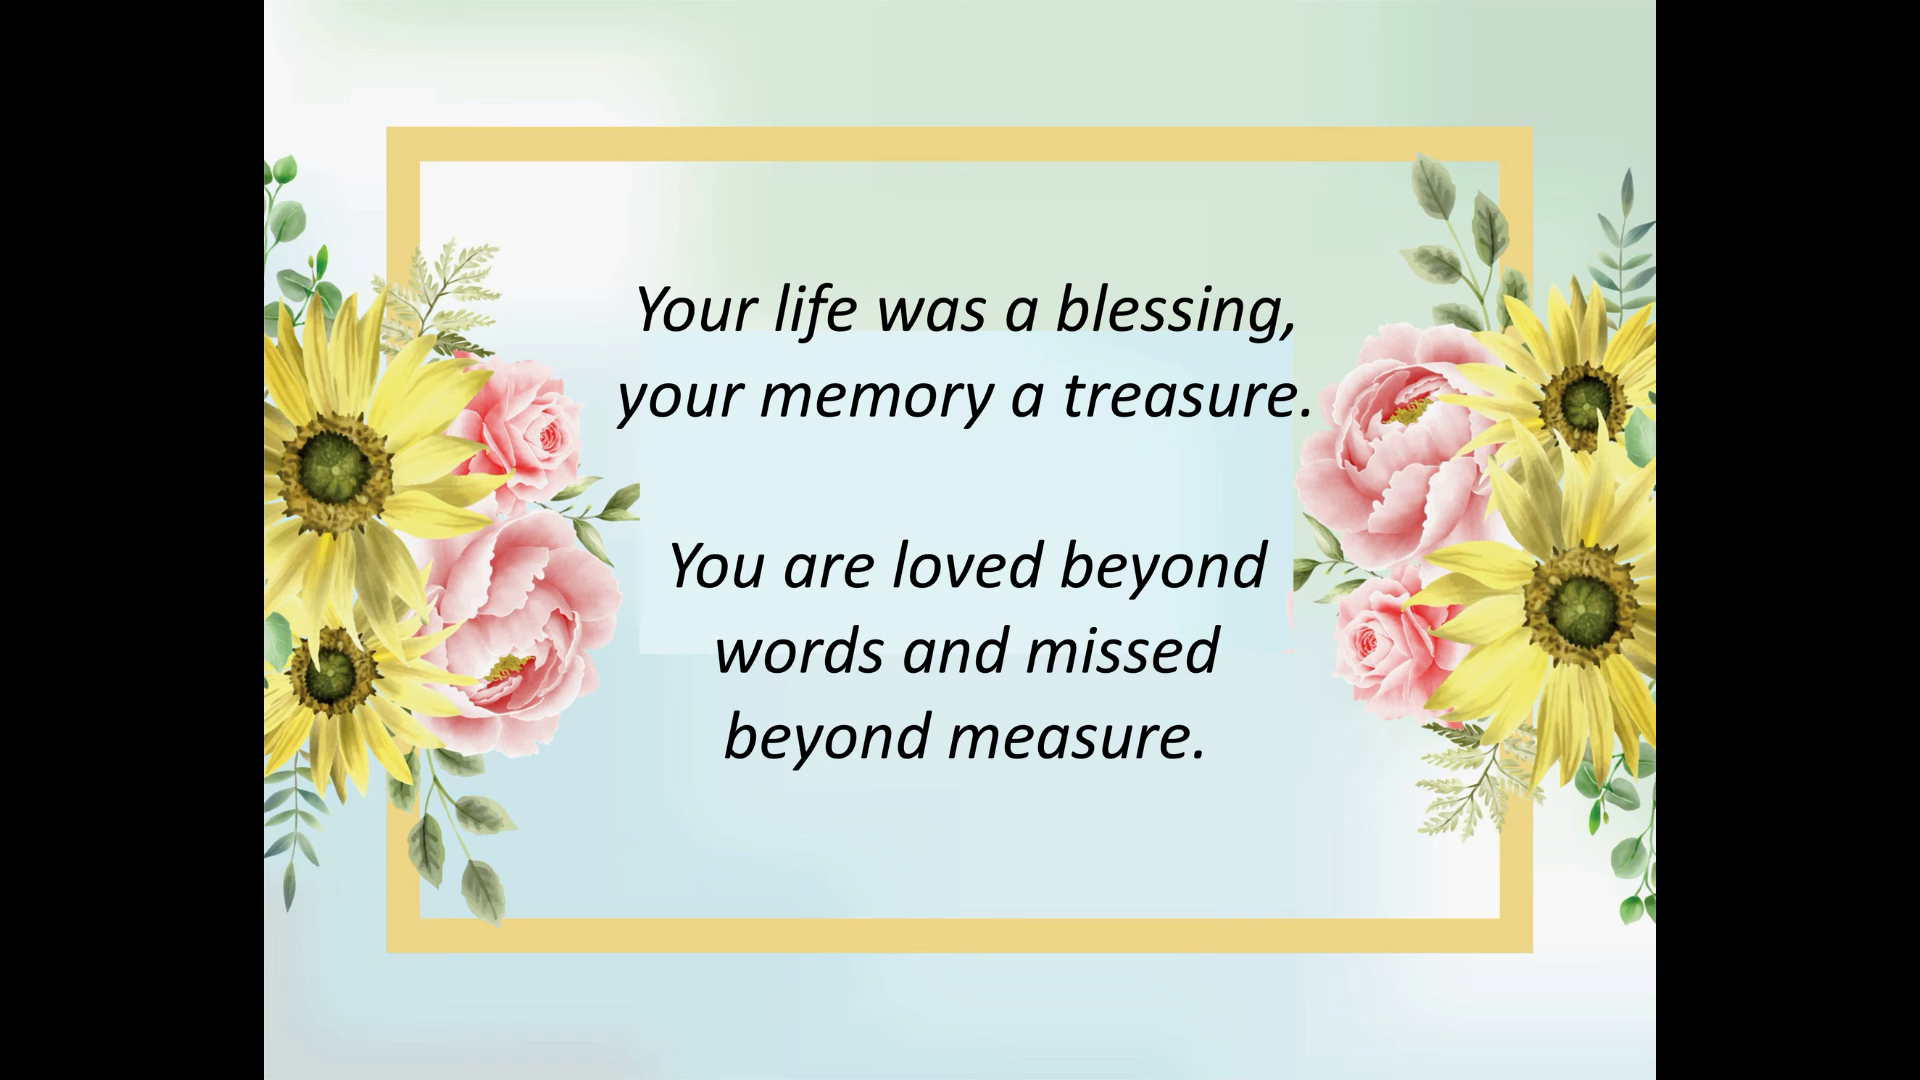 Your life was a blessing,
your memory a treasure.
You are loved beyond
words and missed
beyond measure.